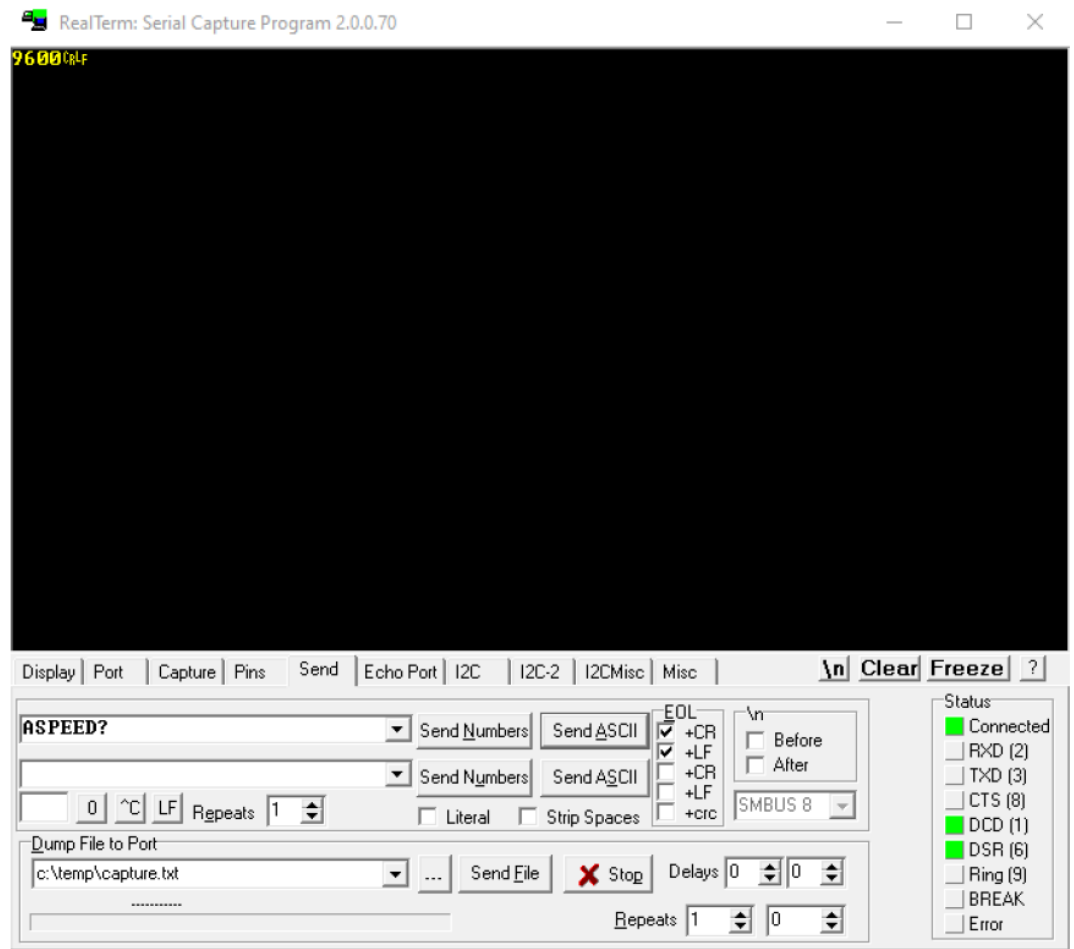 RealTerm: Serial Capture Program 2.0.0.70
9600CRLF
Display Port Capture Pins Send Echo Port I2C I2C-2 I2CMisc Misc \n Clear Freeze ?
ASPEED? Send Numbers Send ASCII
Send Numbers Send ASCII
0 ^C LF Repeats 1 Literal Strip Spaces
EOL
+CR
+LF
+CR
+LF
+crc
\n
Before
After
SMBUS 8
Dump File to Port
c:\temp\capture.txt ... Send File Stop Delays 0 0
Repeats 1 0
Status
Connected
RXD (2)
TXD (3)
CTS (8)
DCD (1)
DSR (6)
Ring (9)
BREAK
Error